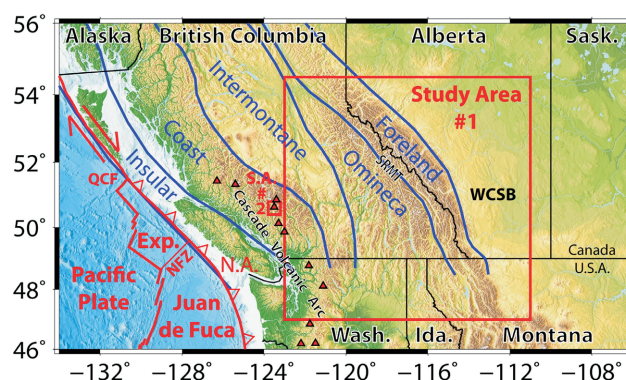 56°
54°
52°
50°
48°
46°
Alaska
British Columbia
Alberta
Sask.
Study Area
#1
Intermontane
Foreland
Coast
Omineca
SRMT
Insular
S.A
#
2
WCSB
QCF
Cascade Volcanic Arc
Exp.
NFZ
N.A
Canada
U.S.A.
Pacific
Plate
Juan
de Fuca
Wash.
Ida.
Montana
−132° −128° −124° −120° −116° −112° −108°